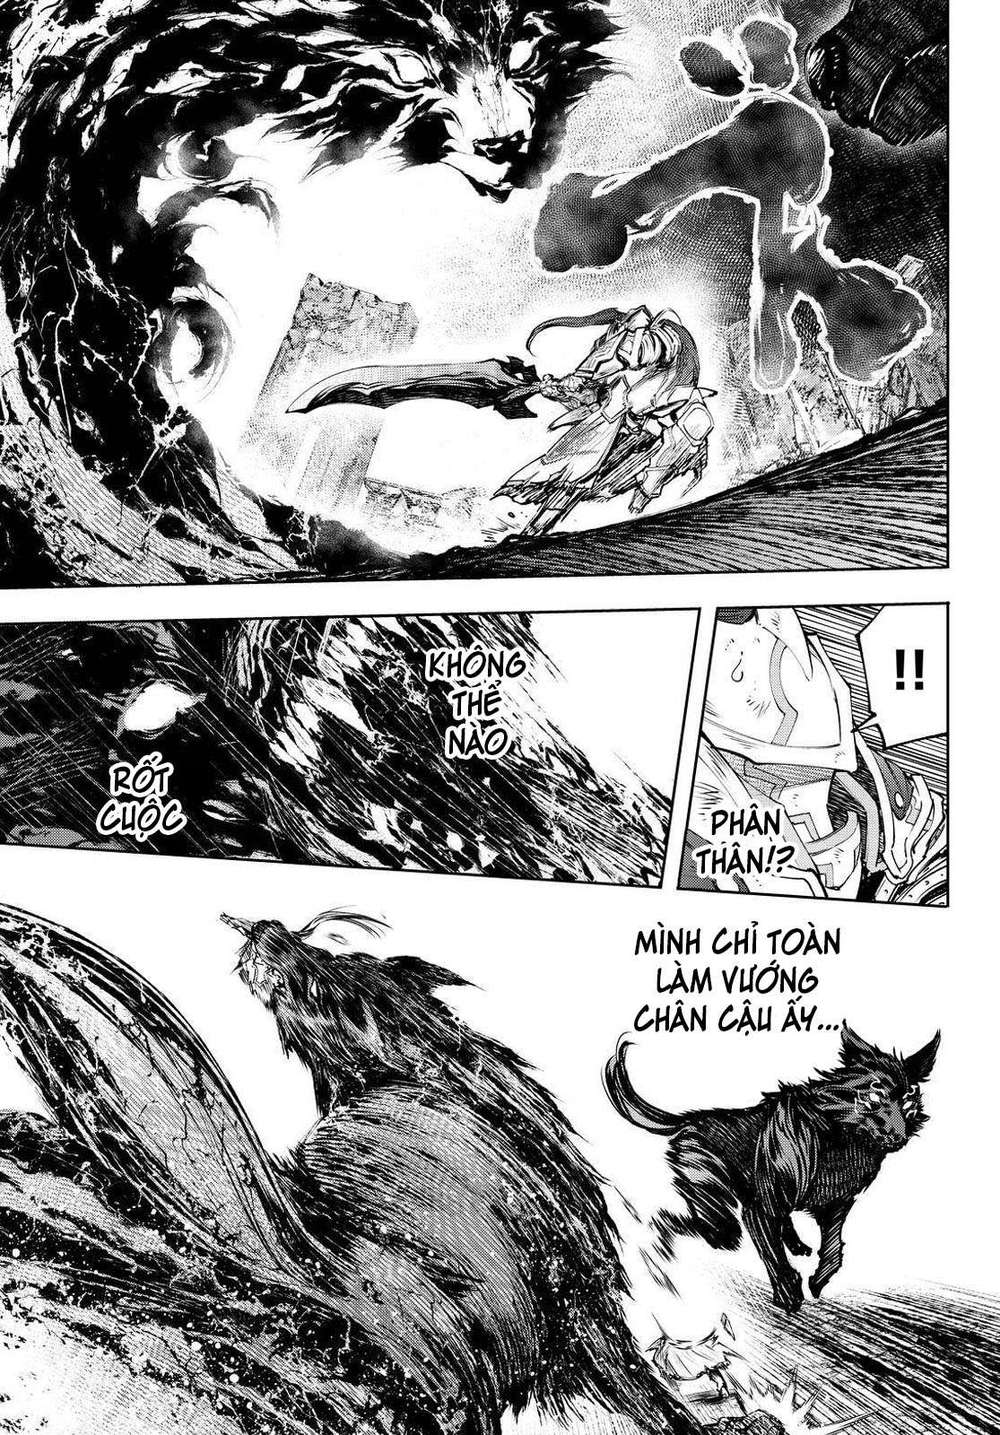 !!
PHÂN
THÂN!?
KHÔNG
THỂ
NÀO
RỐT
CUỘC
MÌNH CHỈ TOÀN
LÀM VƯỚNG
CHÂN CẬU ẤY...